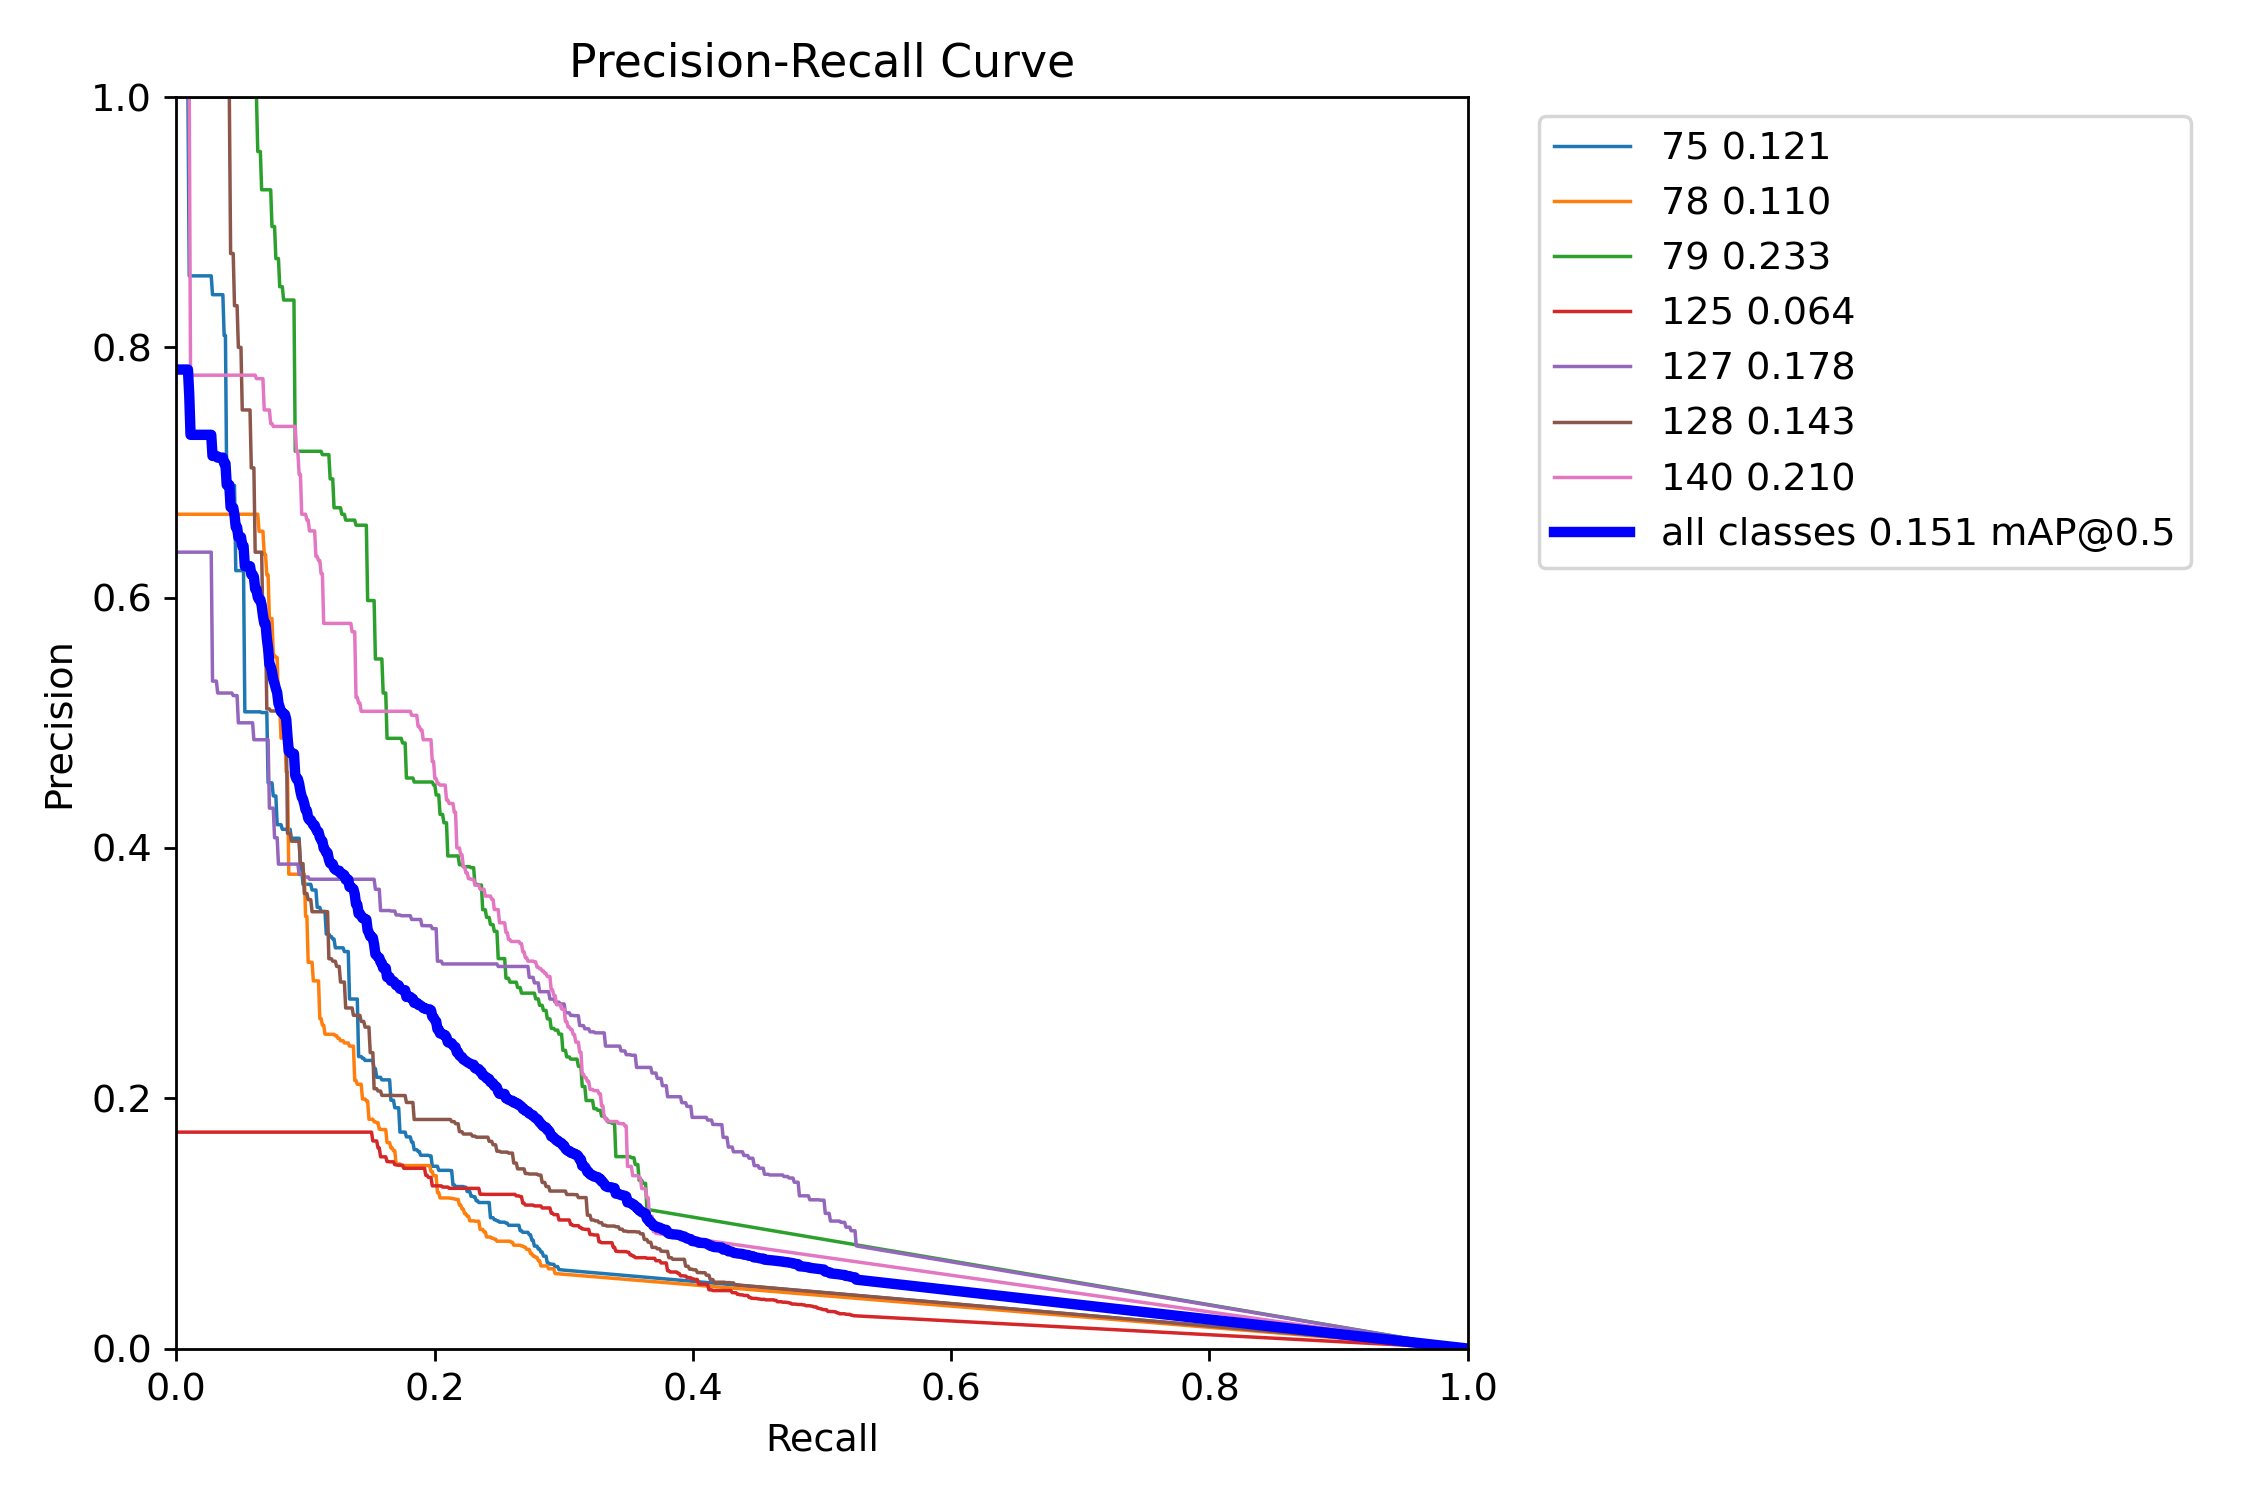 Precision-Recall Curve
1.0
0.8
0.6
0.4
0.2
0.0
Precision
0.0 0.2 0.4 0.6 0.8 1.0
Recall
75 0.121
78 0.110
79 0.233
125 0.064
127 0.178
128 0.143
140 0.210
all classes 0.151 mAP@0.5